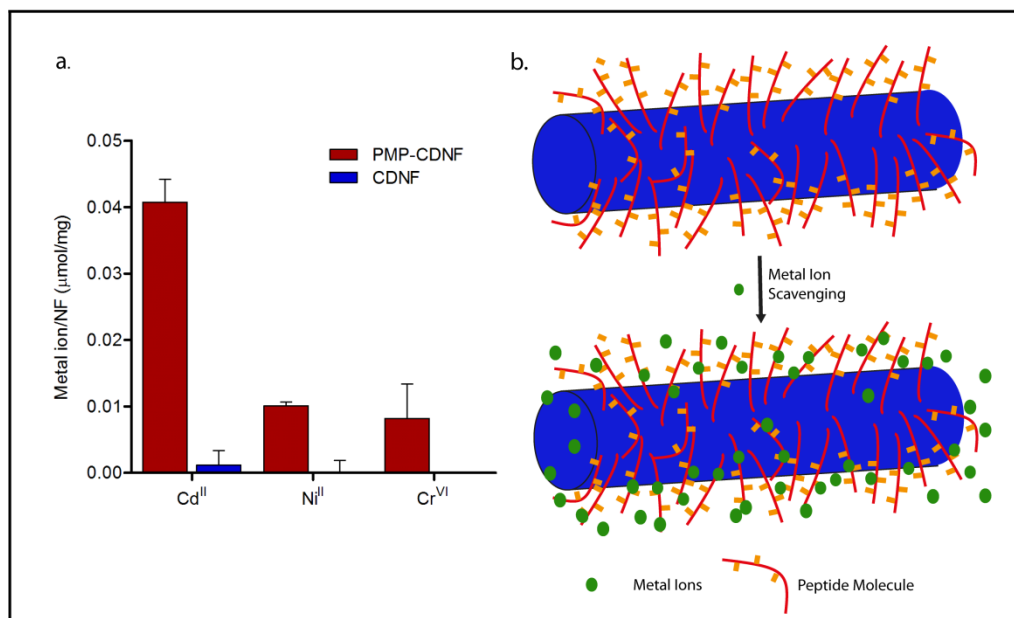 a.
PMP-CDNF
CDNF
Metal ion/NF (μmol/mg)
0.05
0.04
0.03
0.02
0.01
0.00
Cd^II
Ni^II
Cr^VI
b.
Metal Ion
Scavenging
Metal Ions
Peptide Molecule